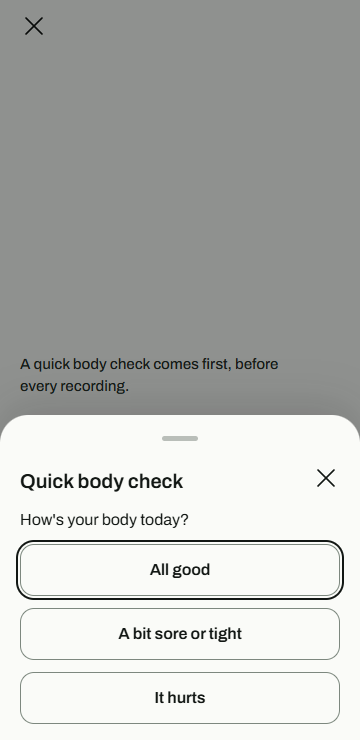 A quick body check comes first, before
every recording.
Quick body check
How's your body today?
All good
A bit sore or tight
It hurts